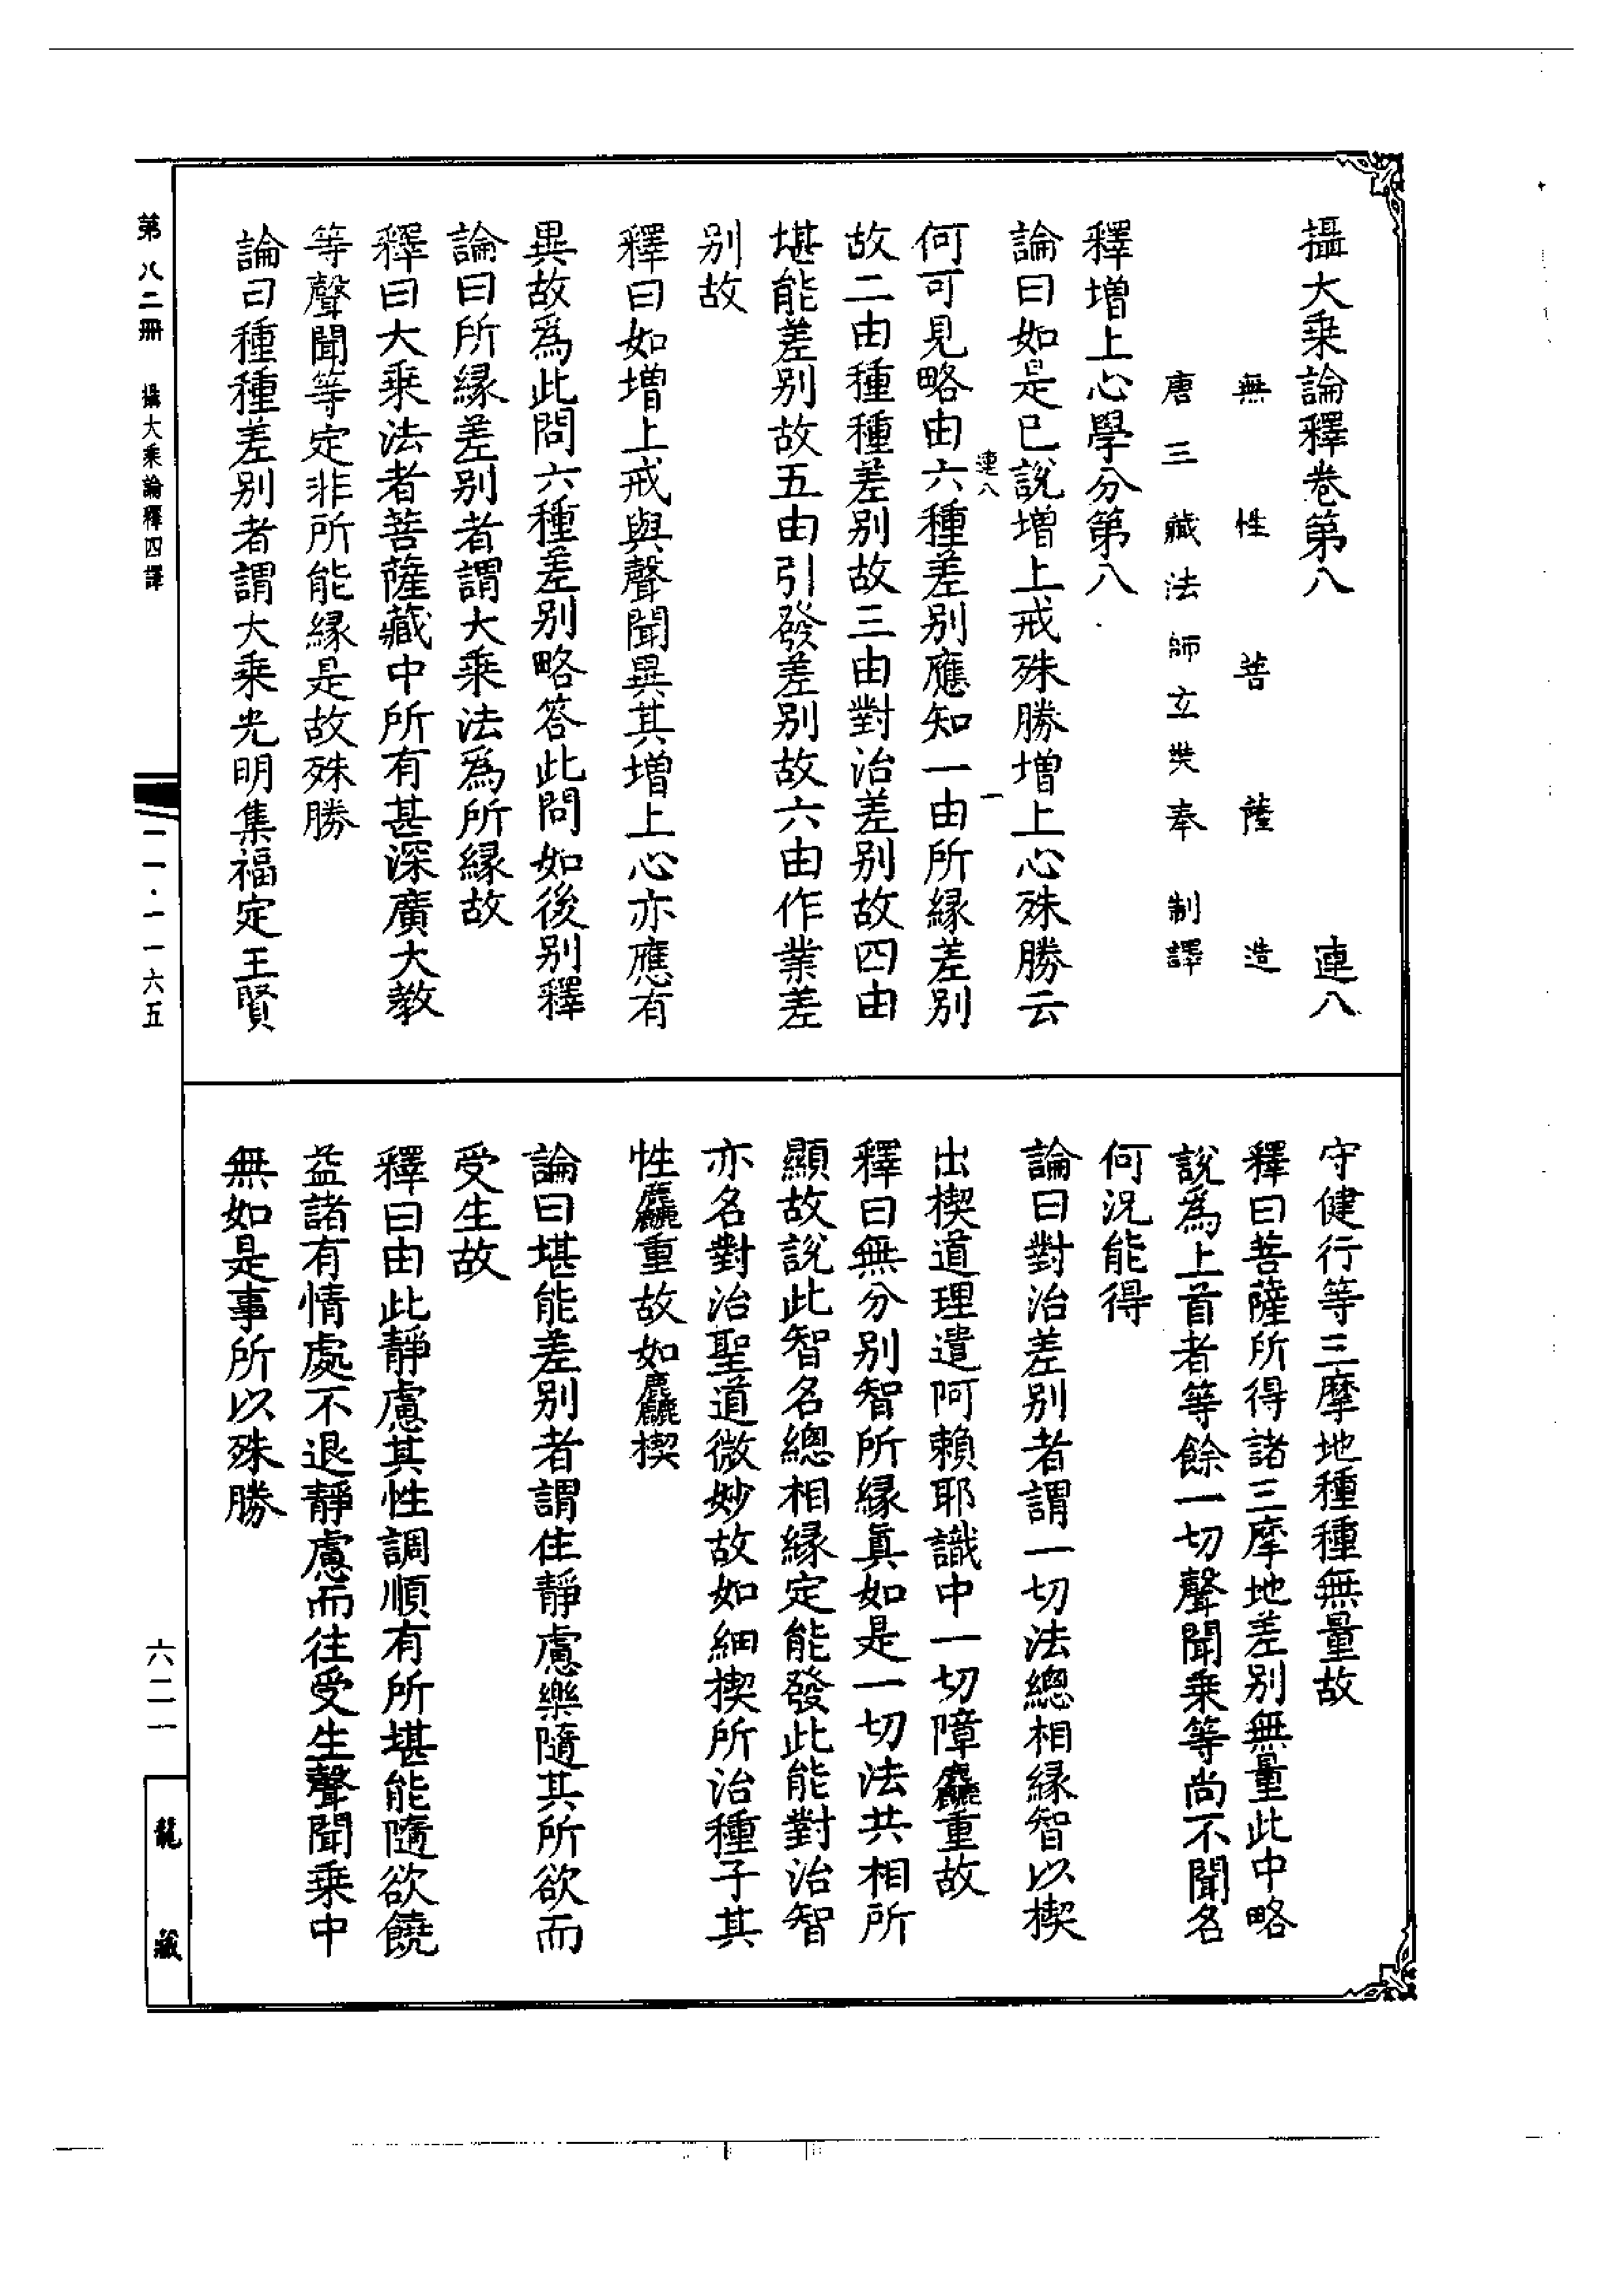 攝大乘論釋卷第八　連八
無性菩薩造
唐三藏法師玄奘奉制譯
釋增上心學分第八
論曰如是已說增上戒殊勝增上心殊勝云
連八　一
何可見略由六種差別應知一由所緣差別
故二由種種差別故三由對治差別故四由
堪能差別故五由引發差別故六由作業差
別故
釋曰如增上戒與聲聞異其增上心亦應有
異故爲此問六種差別略答此問如後別釋
論曰所緣差別者謂大乘法爲所緣故
釋曰大乘法者菩薩藏中所有甚深廣大教
等聲聞等定非所能緣是故殊勝
論曰種種差別者謂大乘光明集福定王賢
守健行等三摩地種種無量故
釋曰菩薩所得諸三摩地差別無量此中略
說爲上首者等餘一切聲聞乘等尚不聞名
何況能得
論曰對治差別者謂一切法總相緣智以楔
出楔道理遣阿賴耶識中一切障麤重故
釋曰無分別智所緣真如是一切法共相所
顯故說此智名總相緣定能發此能對治智
亦名對治聖道微妙故如細楔所治種子其
性麤重故如麤楔
論曰堪能差別者謂住靜慮樂隨其所欲而
受生故
釋曰由此靜慮其性調順有所堪能隨欲饒
益諸有情處不退靜慮而往受生聲聞乘中
無如是事所以殊勝
第八二冊　攝大乘論釋四譯
一一·一一六五
六二一
龍藏